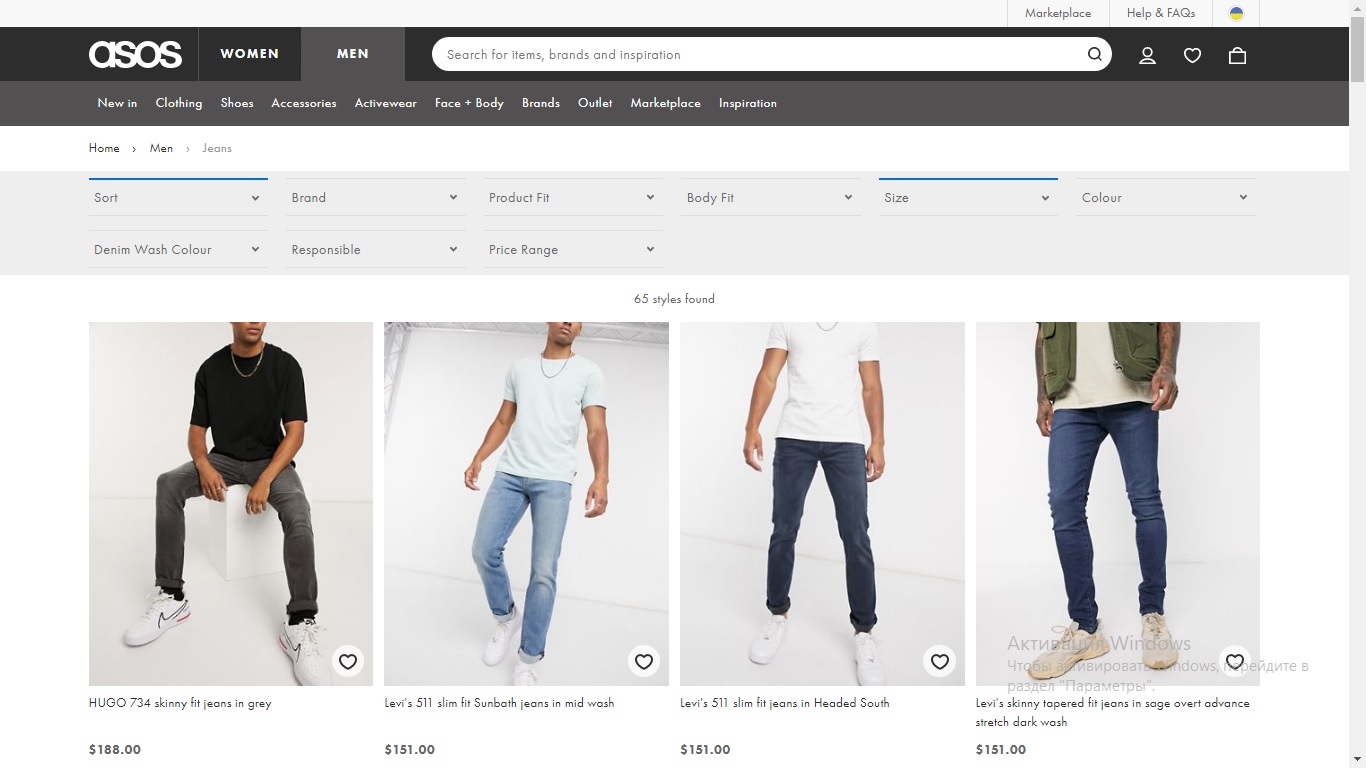 Marketplace
Help & FAQs
asos
WOMEN
MEN
Search for items, brands and inspiration
New in
Clothing
Shoes
Accessories
Activewear
Face + Body
Brands
Outlet
Marketplace
Inspiration
Home › Men › Jeans
Sort
Brand
Product Fit
Body Fit
Size
Colour
Denim Wash Colour
Responsible
Price Range
65 styles found
HUGO 734 skinny fit jeans in grey
$188.00
Levi's 511 slim fit Sunbath jeans in mid wash
$151.00
Levi's 511 slim fit jeans in Headed South
$151.00
Levi's skinny tapered fit jeans in sage overt advance
stretch dark wash
$151.00
Активация Windows
Чтобы активировать Windows, перейдите в
раздел "Параметры".